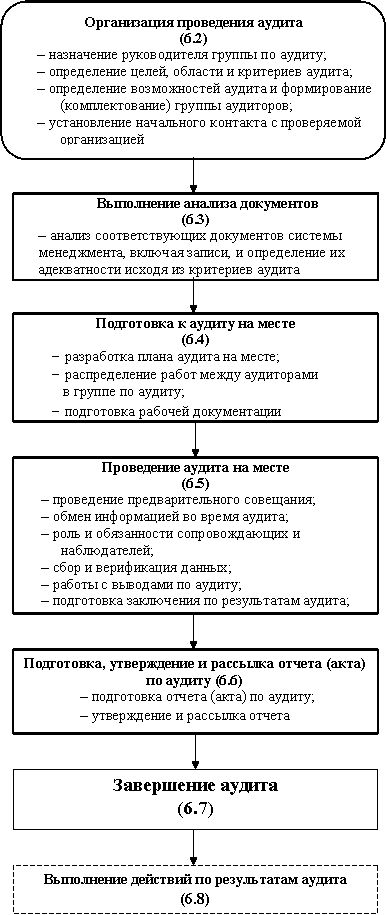 Организация проведения аудита
(6.2)
– назначение руководителя группы по аудиту;
– определение целей, области и критериев аудита;
– определение возможностей аудита и формирование
(комплектование) группы аудиторов;
– установление начального контакта с проверяемой
организацией
Выполнение анализа документов
(6.3)
– анализ соответствующих документов системы
менеджмента, включая записи, и определение их
адекватности исходя из критериев аудита
Подготовка к аудиту на месте
(6.4)
– разработка плана аудита на месте;
– распределение работ между аудиторами
в группе по аудиту;
– подготовка рабочей документации
Проведение аудита на месте
(6.5)
– проведение предварительного совещания;
– обмен информацией во время аудита;
– роль и обязанности сопровождающих и
наблюдателей;
– сбор и верификация данных;
– работы с выводами по аудиту;
– подготовка заключения по результатам аудита;
Подготовка, утверждение и рассылка отчета (акта)
по аудиту (6.6)
– подготовка отчета (акта) по аудиту;
– утверждение и рассылка отчета
Завершение аудита
(6.7)
Выполнение действий по результатам аудита
(6.8)